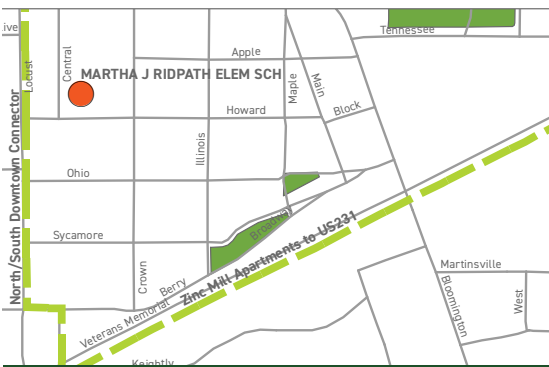 Tennessee
ive
Apple
Locust
Central
MARTHA J RIDPATH ELEM SCH
Maple
Main
Howard
Block
North/South Downtown Connector
Illinois
Ohio
Broadway
Sycamore
Zinc Mill Apartments to US231
Crown
Berry
Martinsville
Bloomington
West
Veterans Memorial
Keightly